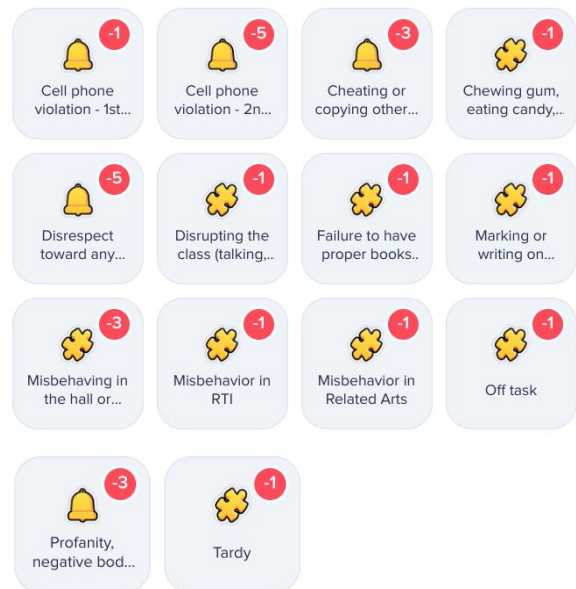 -1
Cell phone
violation - 1st...
-5
Cell phone
violation - 2n...
-3
Cheating or
copying other...
-1
Chewing gum,
eating candy,...
-5
Disrespect
toward any...
-1
Disrupting the
class (talking,...
-1
Failure to have
proper books..
-1
Marking or
writing on...
-3
Misbehaving in
the hall or...
-1
Misbehavior in
RTI
-1
Misbehavior in
Related Arts
-1
Off task
-3
Profanity,
negative bod...
-1
Tardy